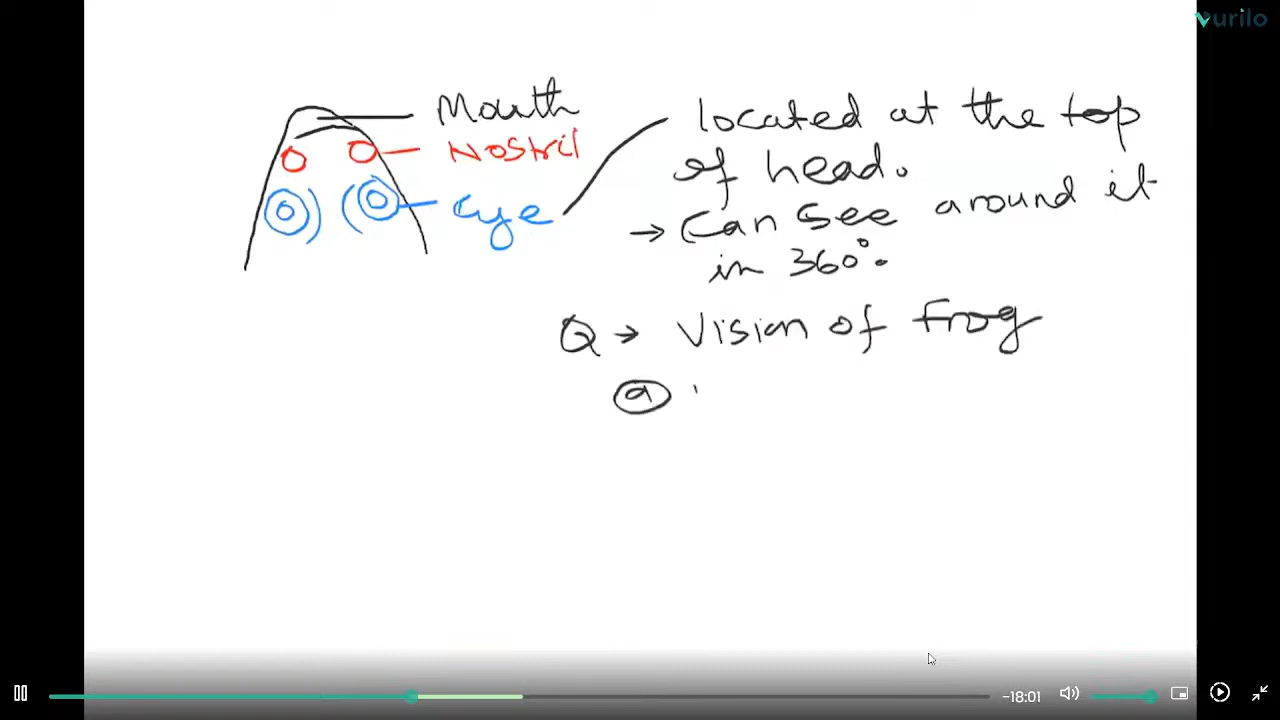 vurilo
Mouth
Nostril
eye
located at the top
of head.
→ Can see around it
in 360°.
Q → Vision of frog
ⓐ
-18:01